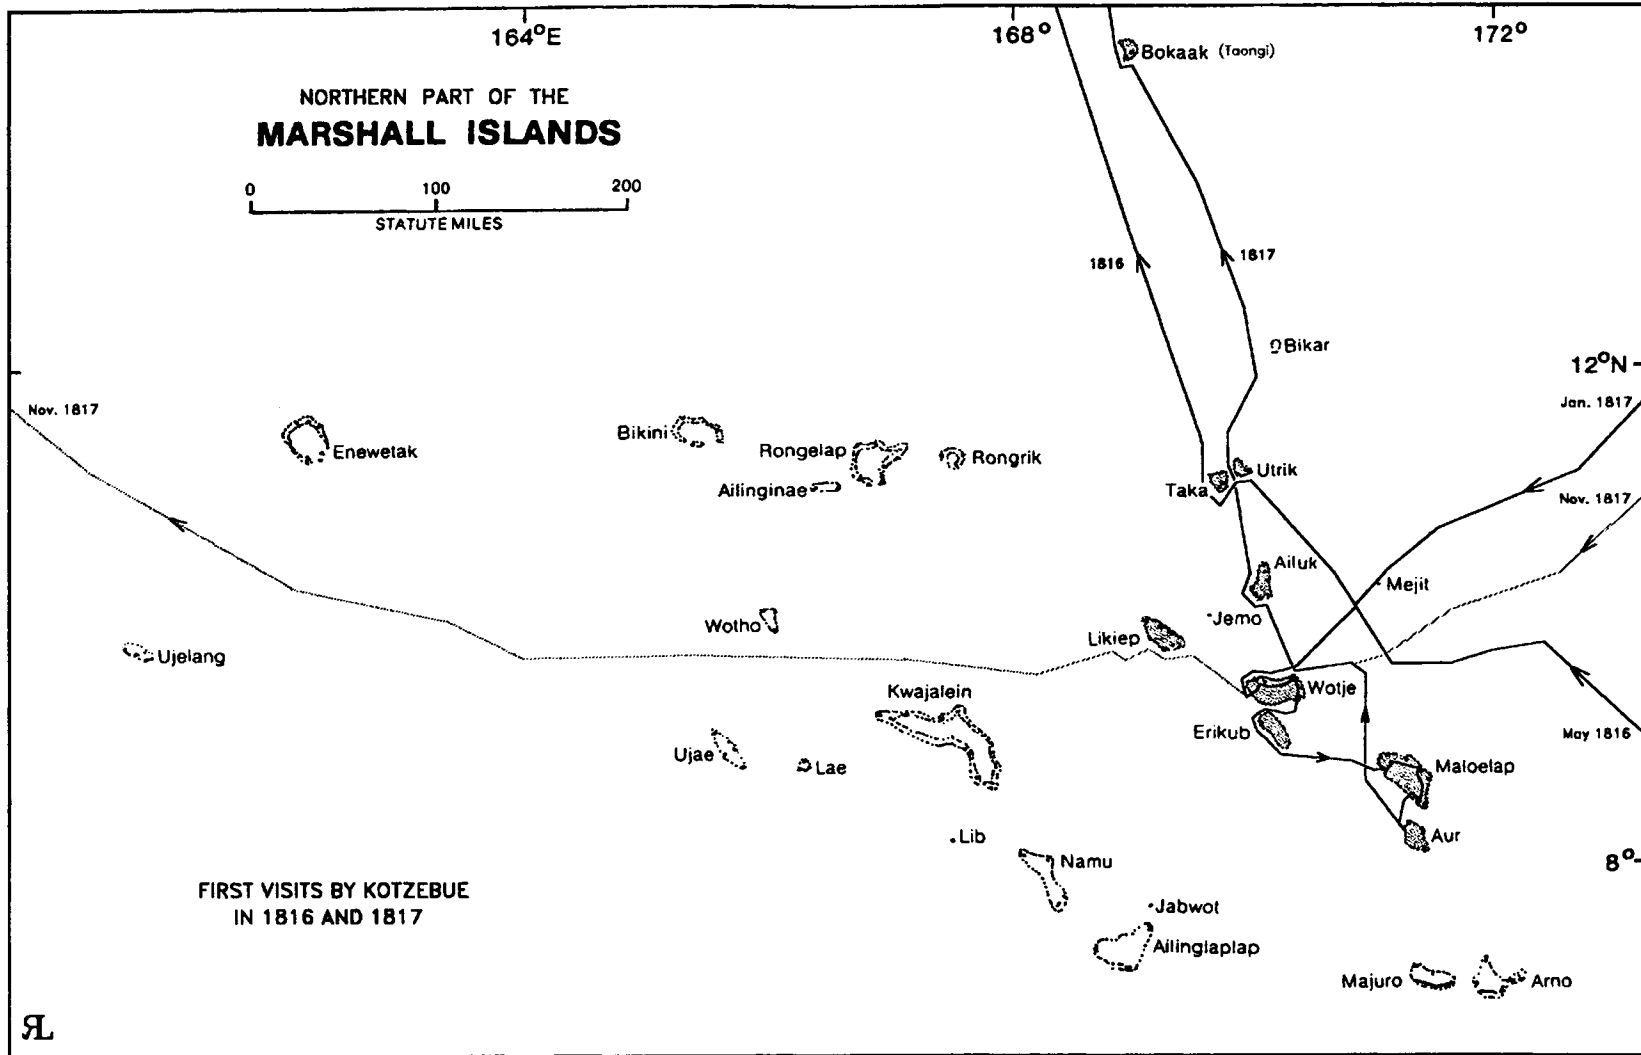 164°E
168°
172°
Bokaak (Taongi)
NORTHERN PART OF THE
MARSHALL ISLANDS
0 100 200
STATUTE MILES
1816
1817
Bikar
12°N
Jan. 1817
Nov. 1817
Enewetak
Bikini
Rongelap
Rongrik
Ailinginae
Taka
Utrik
Nov. 1817
Ailuk
Mejit
Jemo
Wotho
Likiep
Ujelang
Kwajalein
Wotje
Erikub
May 1816
Ujae
Lae
Maloelap
Lib
Aur
Namu
8°
FIRST VISITS BY KOTZEBUE
IN 1816 AND 1817
Jabwot
Ailinglaplap
Majuro
Arno